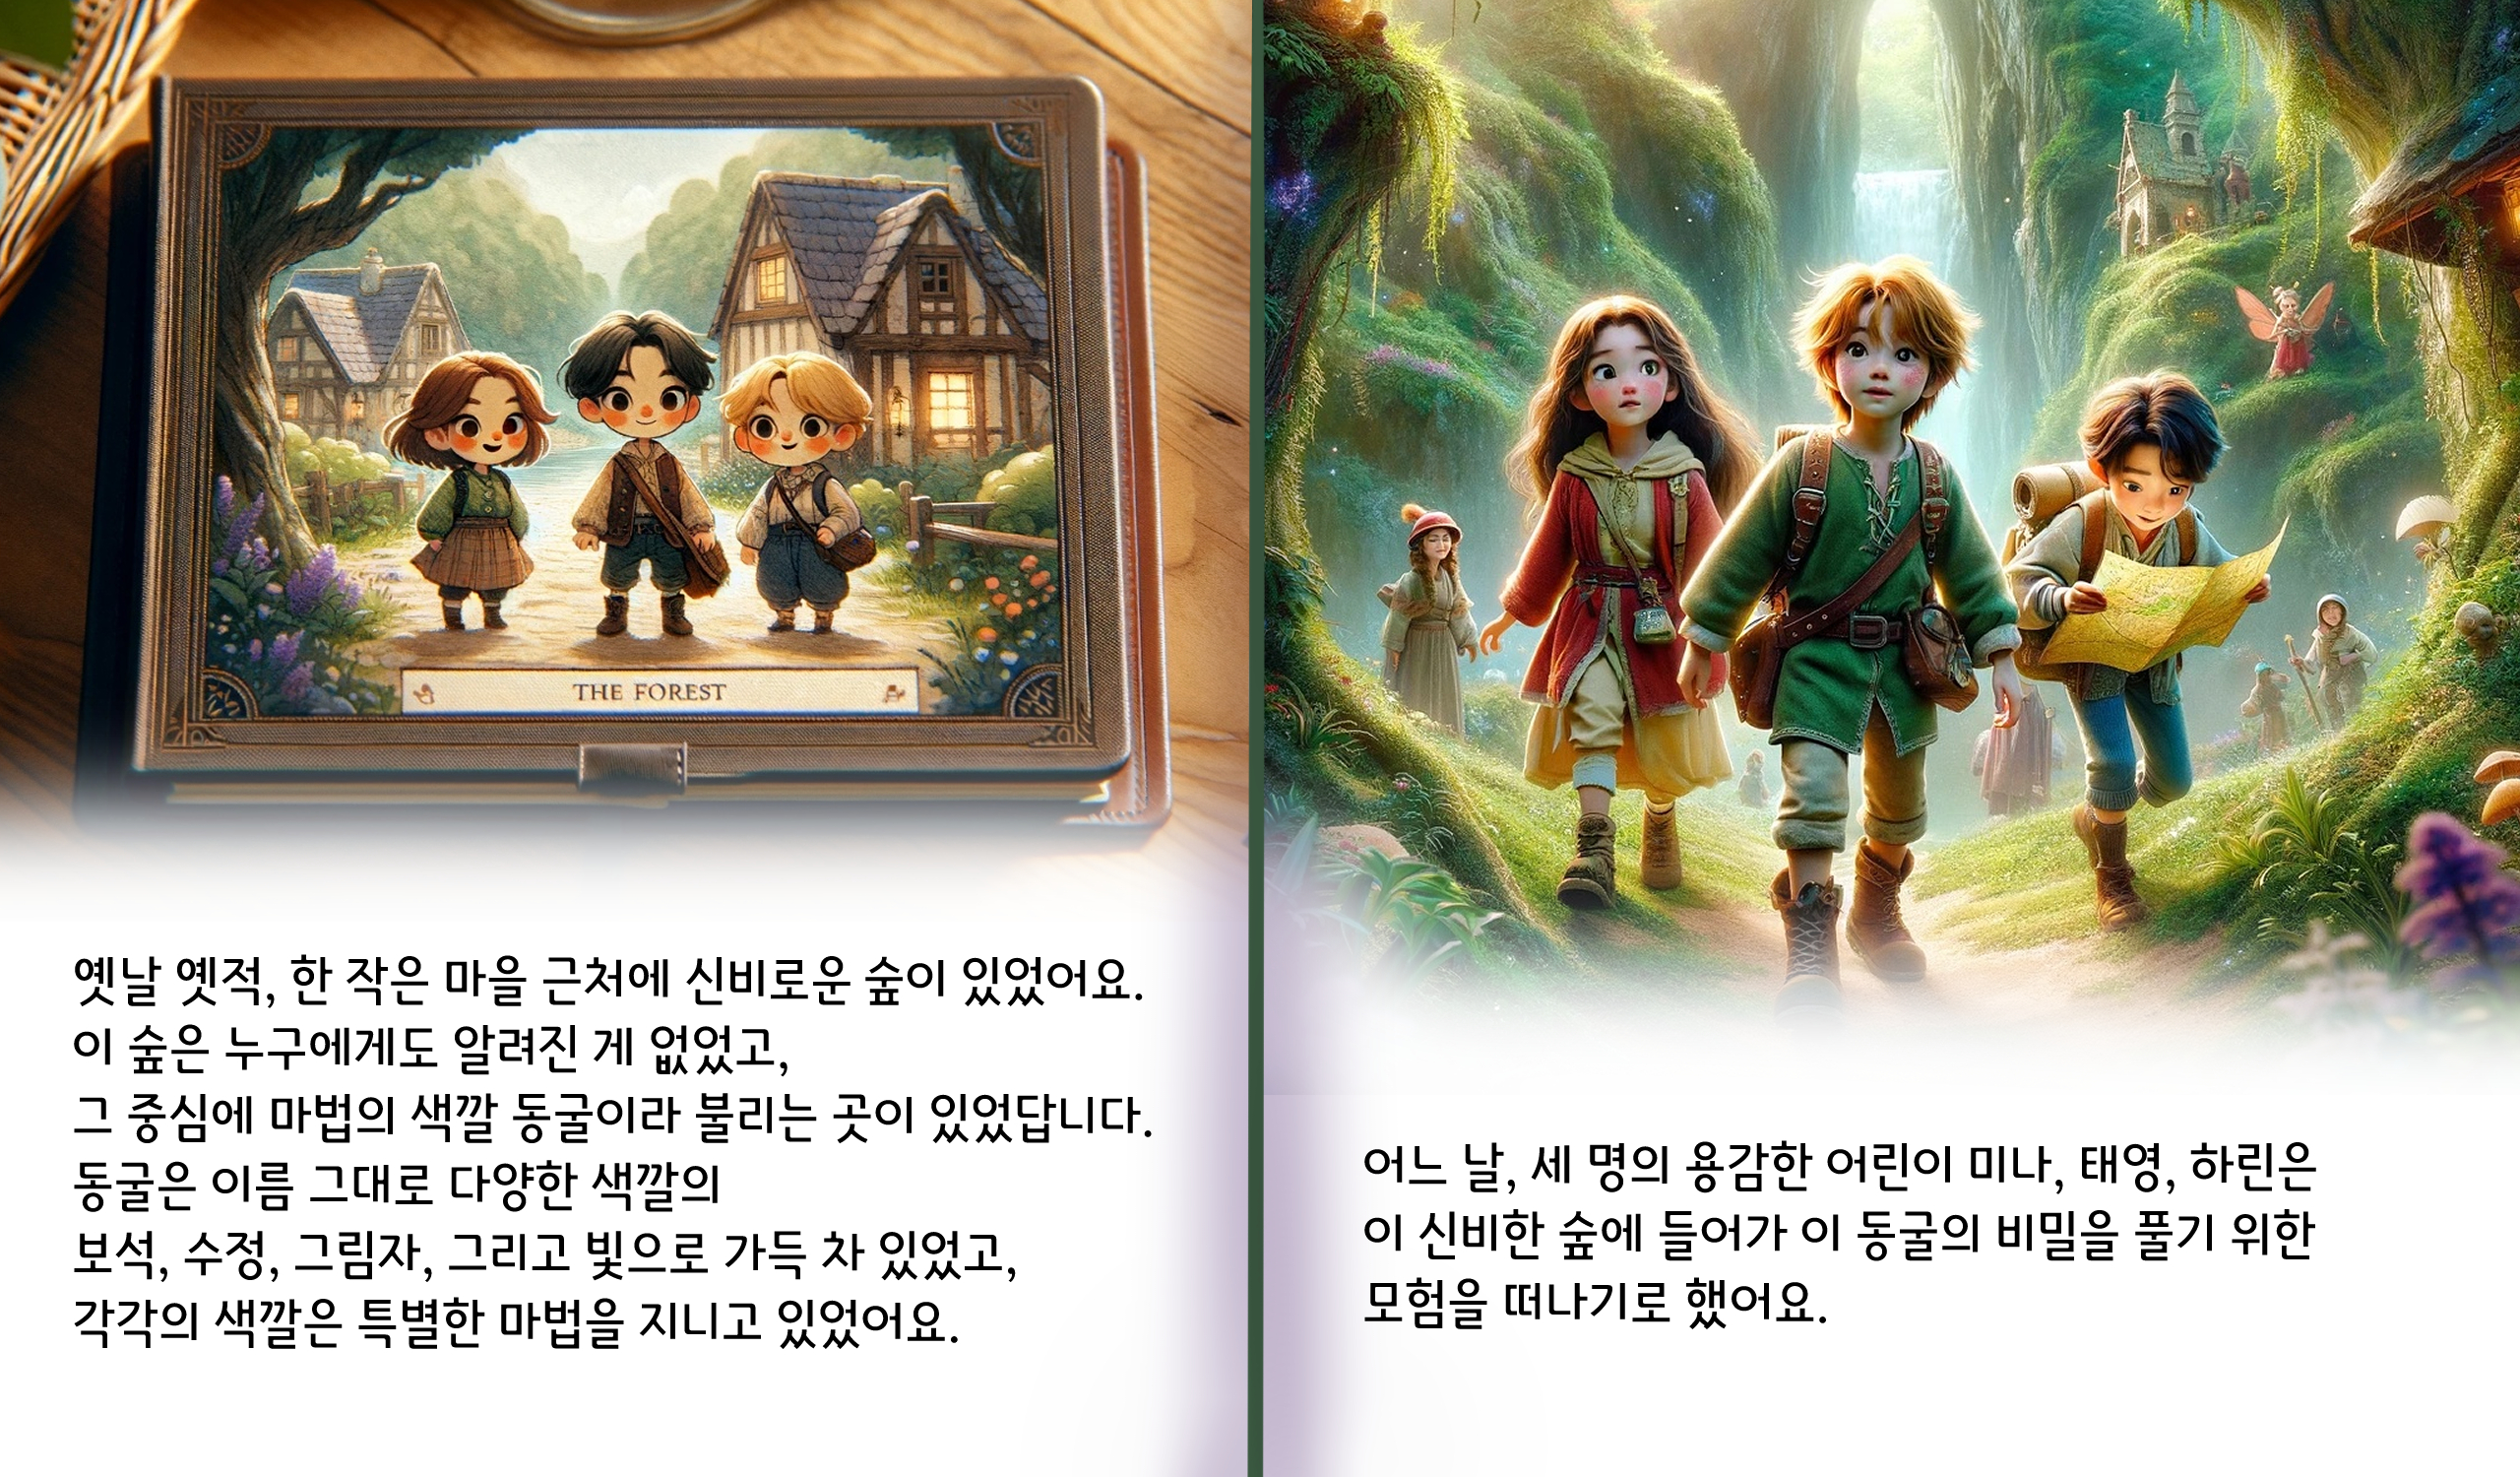 THE FOREST
옛날 옛적, 한 작은 마을 근처에 신비로운 숲이 있었어요.
이 숲은 누구에게도 알려진 게 없었고,
그 중심에 마법의 색깔 동굴이라 불리는 곳이 있었답니다.
동굴은 이름 그대로 다양한 색깔의
보석, 수정, 그림자, 그리고 빛으로 가득 차 있었고,
각각의 색깔은 특별한 마법을 지니고 있었어요.
어느 날, 세 명의 용감한 어린이 미나, 태영, 하린은
이 신비한 숲에 들어가 이 동굴의 비밀을 풀기 위한
모험을 떠나기로 했어요.